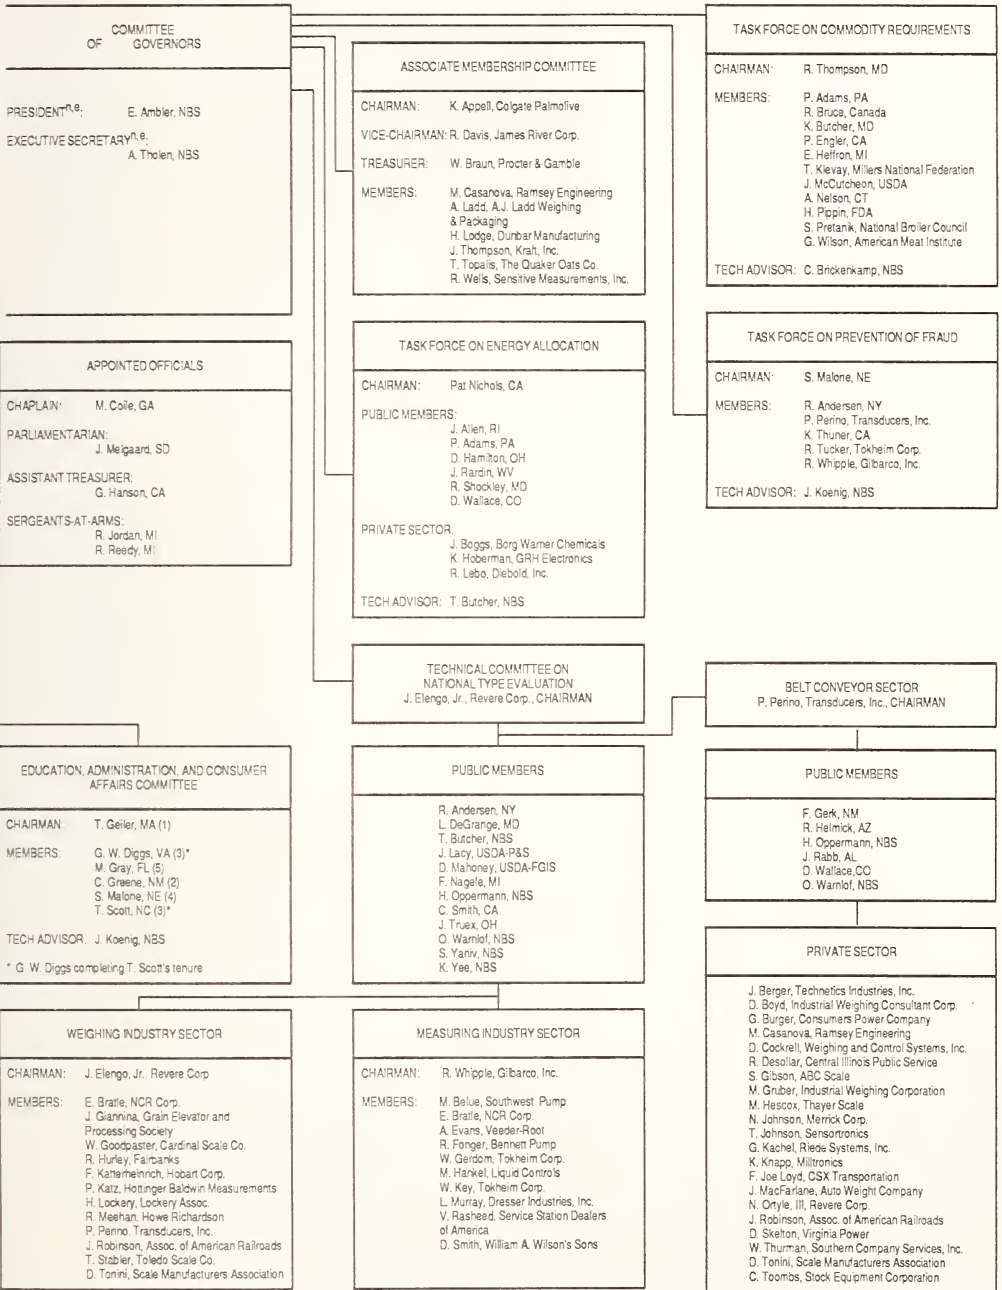 COMMITTEE
OF GOVERNORS
PRESIDENTn,e: E. Ambler, NBS
EXECUTIVE SECRETARYn,e:
A. Tholen, NBS
APPOINTED OFFICIALS
CHAPLAIN: M. Coile, GA
PARLIAMENTARIAN:
J. Melgaard, SD
ASSISTANT TREASURER:
G. Hanson, CA
SERGEANTS-AT-ARMS:
R. Jordan, MI
R. Reedy, MI
ASSOCIATE MEMBERSHIP COMMITTEE
CHAIRMAN: K. Appell, Colgate Palmolive
VICE-CHAIRMAN: R. Davis, James River Corp.
TREASURER: W. Braun, Procter & Gamble
MEMBERS: M. Casanova, Ramsey Engineering
A. Ladd, A.J. Ladd Weighing
& Packaging
H. Lodge, Dunbar Manufacturing
J. Thompson, Kraft, Inc.
T. Topalis, The Quaker Oats Co.
R. Wells, Sensitive Measurements, Inc.
TASK FORCE ON COMMODITY REQUIREMENTS
CHAIRMAN: R. Thompson, MD
MEMBERS: P. Adams, PA
R. Bruce, Canada
K. Butcher, MD
P. Engler, CA
E. Heffron, MI
T. Klevay, Millers National Federation
J. McCutcheon, USDA
A. Nelson, CT
H. Pippin, FDA
S. Pretanik, National Broiler Council
G. Wilson, American Meat Institute
TECH ADVISOR: C. Brickenkamp, NBS
TASK FORCE ON ENERGY ALLOCATION
CHAIRMAN: Pat Nichols, CA
PUBLIC MEMBERS:
J. Allen, RI
P. Adams, PA
D. Hamilton, OH
J. Rardin, WV
R. Shockley, MD
D. Wallace, CO
PRIVATE SECTOR:
J. Boggs, Borg Warner Chemicals
K. Hoberman, GRH Electronics
R. Lebo, Diebold, Inc.
TECH ADVISOR: T. Butcher, NBS
TASK FORCE ON PREVENTION OF FRAUD
CHAIRMAN: S. Malone, NE
MEMBERS: R. Andersen, NY
P. Perino, Transducers, Inc.
K. Thuner, CA
R. Tucker, Tokheim Corp.
R. Whipple, Gilbarco, Inc.
TECH ADVISOR: J. Koenig, NBS
TECHNICAL COMMITTEE ON
NATIONAL TYPE EVALUATION
J. Elengo, Jr., Revere Corp., CHAIRMAN
BELT CONVEYOR SECTOR
P. Perino, Transducers, Inc., CHAIRMAN
EDUCATION, ADMINISTRATION, AND CONSUMER
AFFAIRS COMMITTEE
CHAIRMAN: T. Geiler, MA (1)
MEMBERS: G. W. Diggs, VA (3)*
M. Gray, FL (5)
C. Greene, NM (2)
S. Malone, NE (4)
T. Scott, NC (3)*
TECH ADVISOR. J. Koenig, NBS
* G. W. Diggs completing T. Scott's tenure
PUBLIC MEMBERS
R. Andersen, NY
L. DeGrange, MD
T. Butcher, NBS
J. Lacy, USDA-P&S
D. Mahoney, USDA-FGIS
F. Nagele, MI
H. Oppermann, NBS
C. Smith, CA
J. Truex, OH
O. Warnlof, NBS
S. Yaniv, NBS
K. Yee, NBS
PUBLIC MEMBERS
F. Gerk, NM
R. Helmick, AZ
H. Oppermann, NBS
J. Rabb, AL
D. Wallace,CO
O. Warnlof, NBS
WEIGHING INDUSTRY SECTOR
CHAIRMAN: J. Elengo, Jr., Revere Corp
MEMBERS: E. Bratle, NCR Corp.
J. Giannina, Grain Elevator and
Processing Society
W. Goodpaster, Cardinal Scale Co.
R. Hurley, Fairbanks
F. Katterheinrich, Hobart Corp.
P. Katz, Hottinger Baldwin Measurements
H. Lockery, Lockery Assoc.
R. Meehan, Howe Richardson
P. Perino, Transducers, Inc.
J. Robinson, Assoc. of American Railroads
T. Stabler, Toledo Scale Co.
D. Tonini, Scale Manufacturers Association
MEASURING INDUSTRY SECTOR
CHAIRMAN: R. Whipple, Gilbarco, Inc.
MEMBERS: M. Belue, Southwest Pump
E. Bratle, NCR Corp.
A. Evans, Veeder-Root
R. Fonger, Bennett Pump
W. Gerdom, Tokheim Corp.
M. Hankel, Liquid Controls
W. Key, Tokheim Corp.
L. Murray, Dresser Industries, Inc.
V. Rasheed, Service Station Dealers
of America
D. Smith, William A. Wilson's Sons
PRIVATE SECTOR
J. Berger, Technetics Industries, Inc.
D. Boyd, Industrial Weighing Consultant Corp.
G. Burger, Consumers Power Company
M. Casanova, Ramsey Engineering
D. Cockrell, Weighing and Control Systems, Inc.
R. Desollar, Central Illinois Public Service
S. Gibson, ABC Scale
M. Gruber, Industrial Weighing Corporation
M. Hescox, Thayer Scale
N. Johnson, Merrick Corp.
T. Johnson, Sensortronics
G. Kachel, Riede Systems, Inc.
K. Knapp, Milltronics
F. Joe Loyd, CSX Transportation
J. MacFarlane, Auto Weight Company
N. Ortyle, III, Revere Corp.
J. Robinson, Assoc. of American Railroads
D. Skelton, Virginia Power
W. Thurman, Southern Company Services, Inc.
D. Tonini, Scale Manufacturers Association
C. Toombs, Stock Equipment Corporation